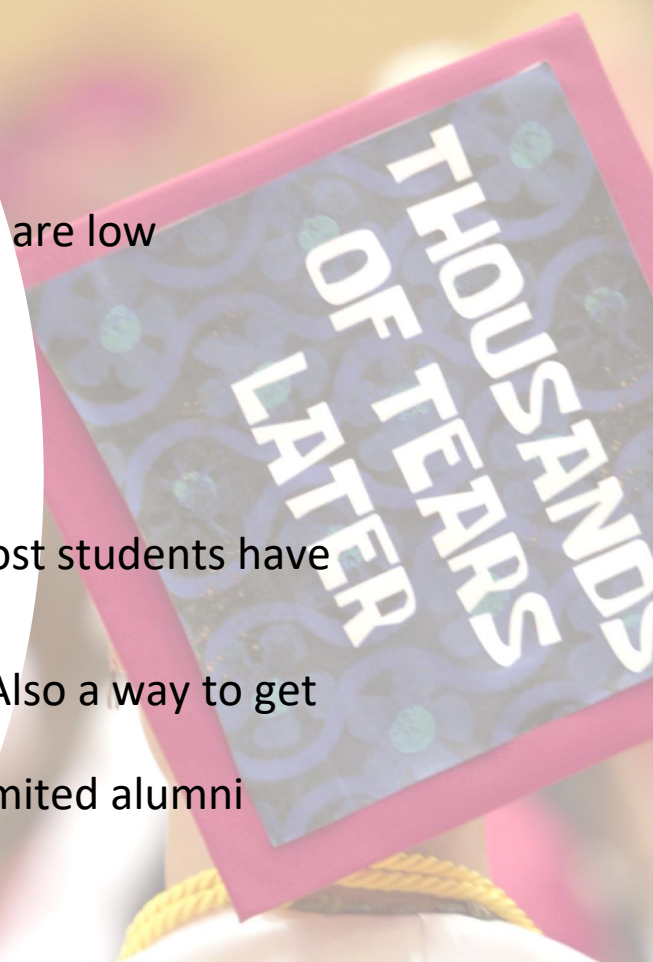 are low
ost students have
Also a way to get
mited alumni
THOUSANDS
OF TEARS
LATER